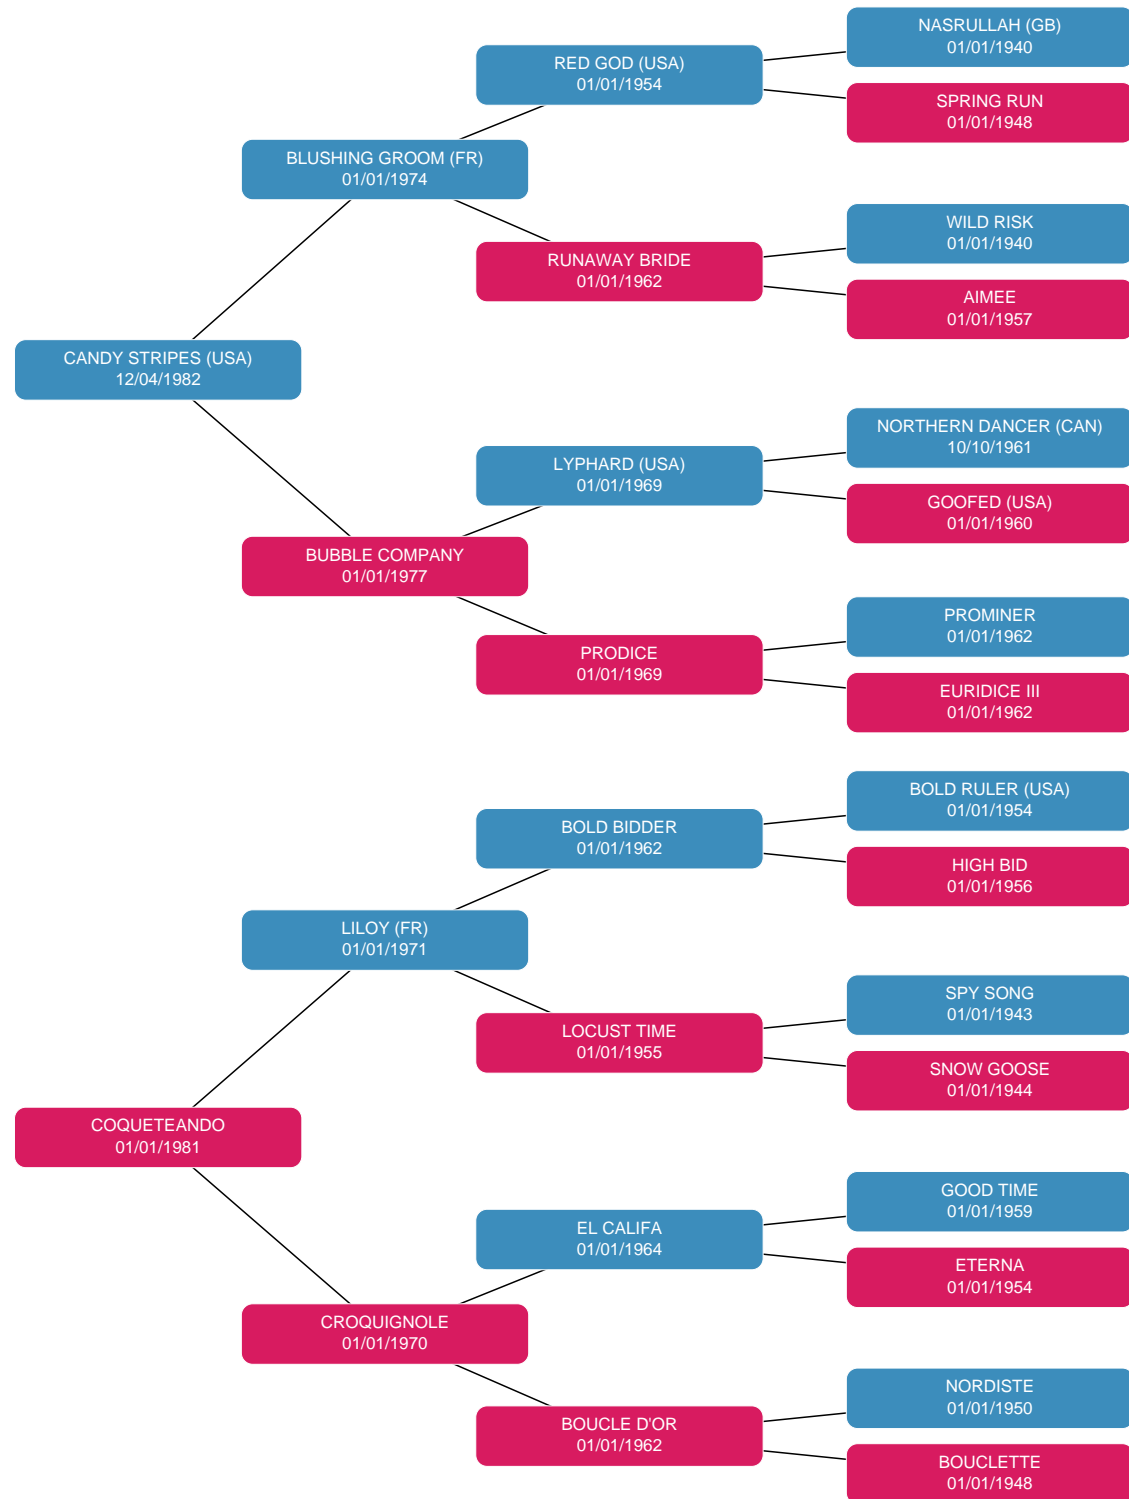 NASRULLAH (GB)
01/01/1940
RED GOD (USA)
01/01/1954
SPRING RUN
01/01/1948
BLUSHING GROOM (FR)
01/01/1974
WILD RISK
01/01/1940
RUNAWAY BRIDE
01/01/1962
AIMEE
01/01/1957
CANDY STRIPES (USA)
12/04/1982
NORTHERN DANCER (CAN)
10/10/1961
LYPHARD (USA)
01/01/1969
GOOFED (USA)
01/01/1960
BUBBLE COMPANY
01/01/1977
PROMINER
01/01/1962
PRODICE
01/01/1969
EURIDICE III
01/01/1962
BOLD RULER (USA)
01/01/1954
BOLD BIDDER
01/01/1962
HIGH BID
01/01/1956
LILOY (FR)
01/01/1971
SPY SONG
01/01/1943
LOCUST TIME
01/01/1955
SNOW GOOSE
01/01/1944
COQUETEANDO
01/01/1981
GOOD TIME
01/01/1959
EL CALIFA
01/01/1964
ETERNA
01/01/1954
CROQUIGNOLE
01/01/1970
NORDISTE
01/01/1950
BOUCLE D'OR
01/01/1962
BOUCLETTE
01/01/1948